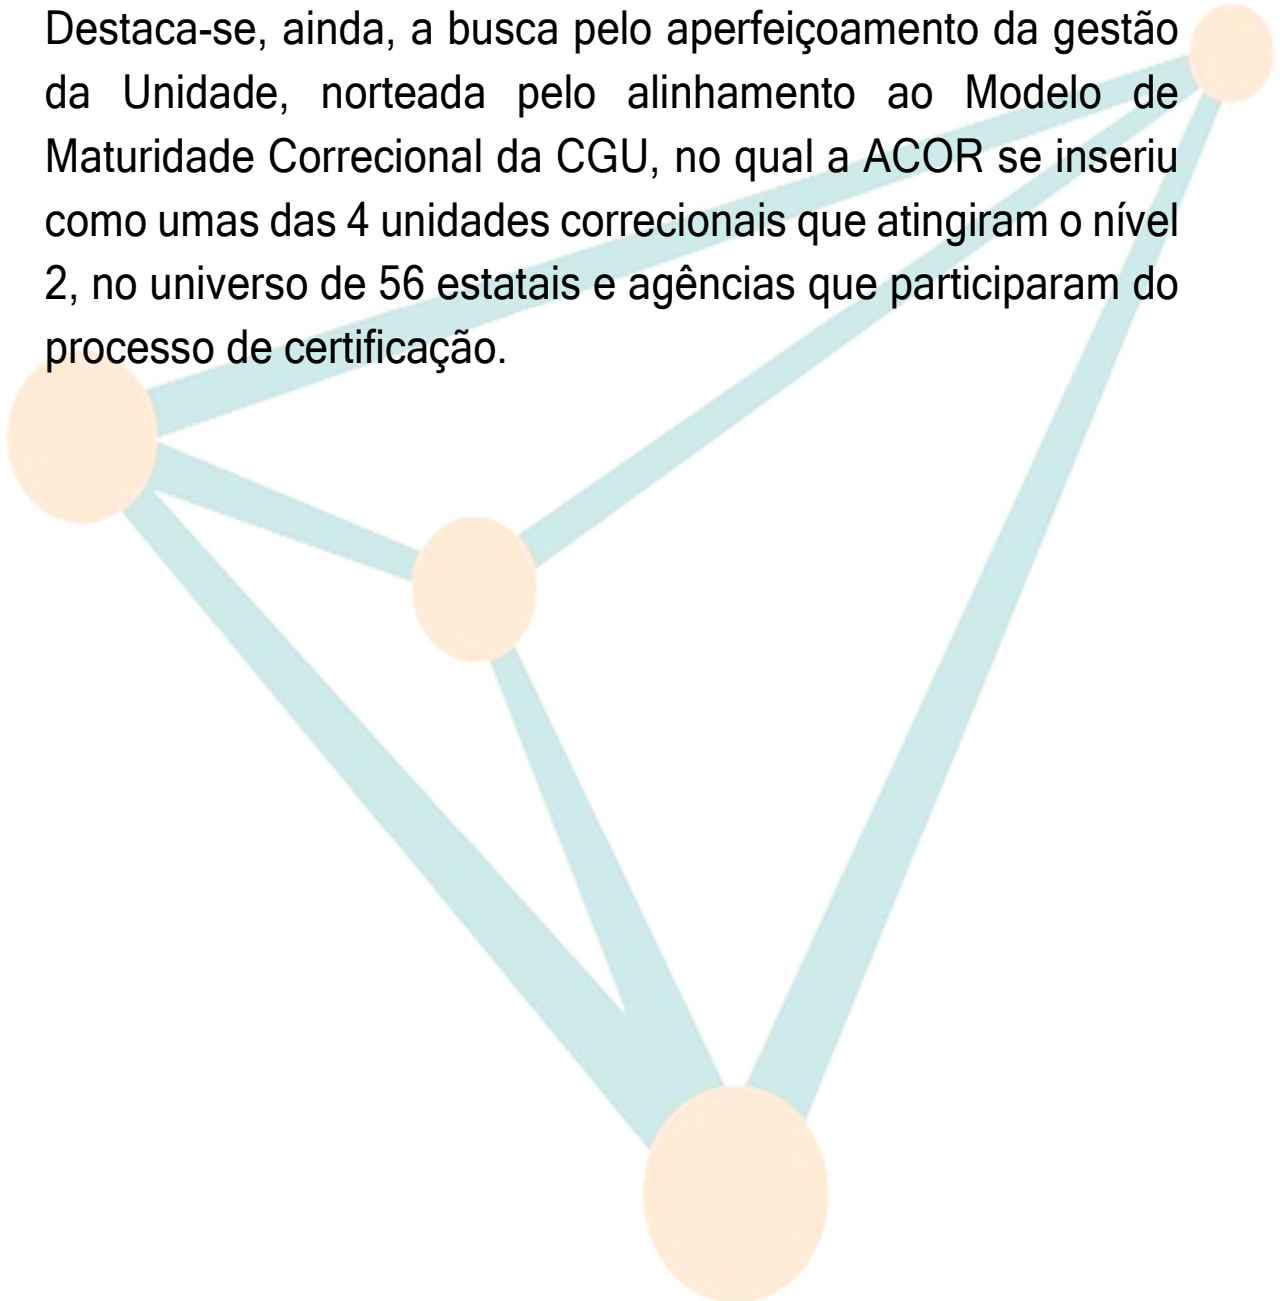 Destaca-se, ainda, a busca pelo aperfeiçoamento da gestão
da Unidade, norteada pelo alinhamento ao Modelo de
Maturidade Correcional da CGU, no qual a ACOR se inseriu
como umas das 4 unidades correcionais que atingiram o nível
2, no universo de 56 estatais e agências que participaram do
processo de certificação.